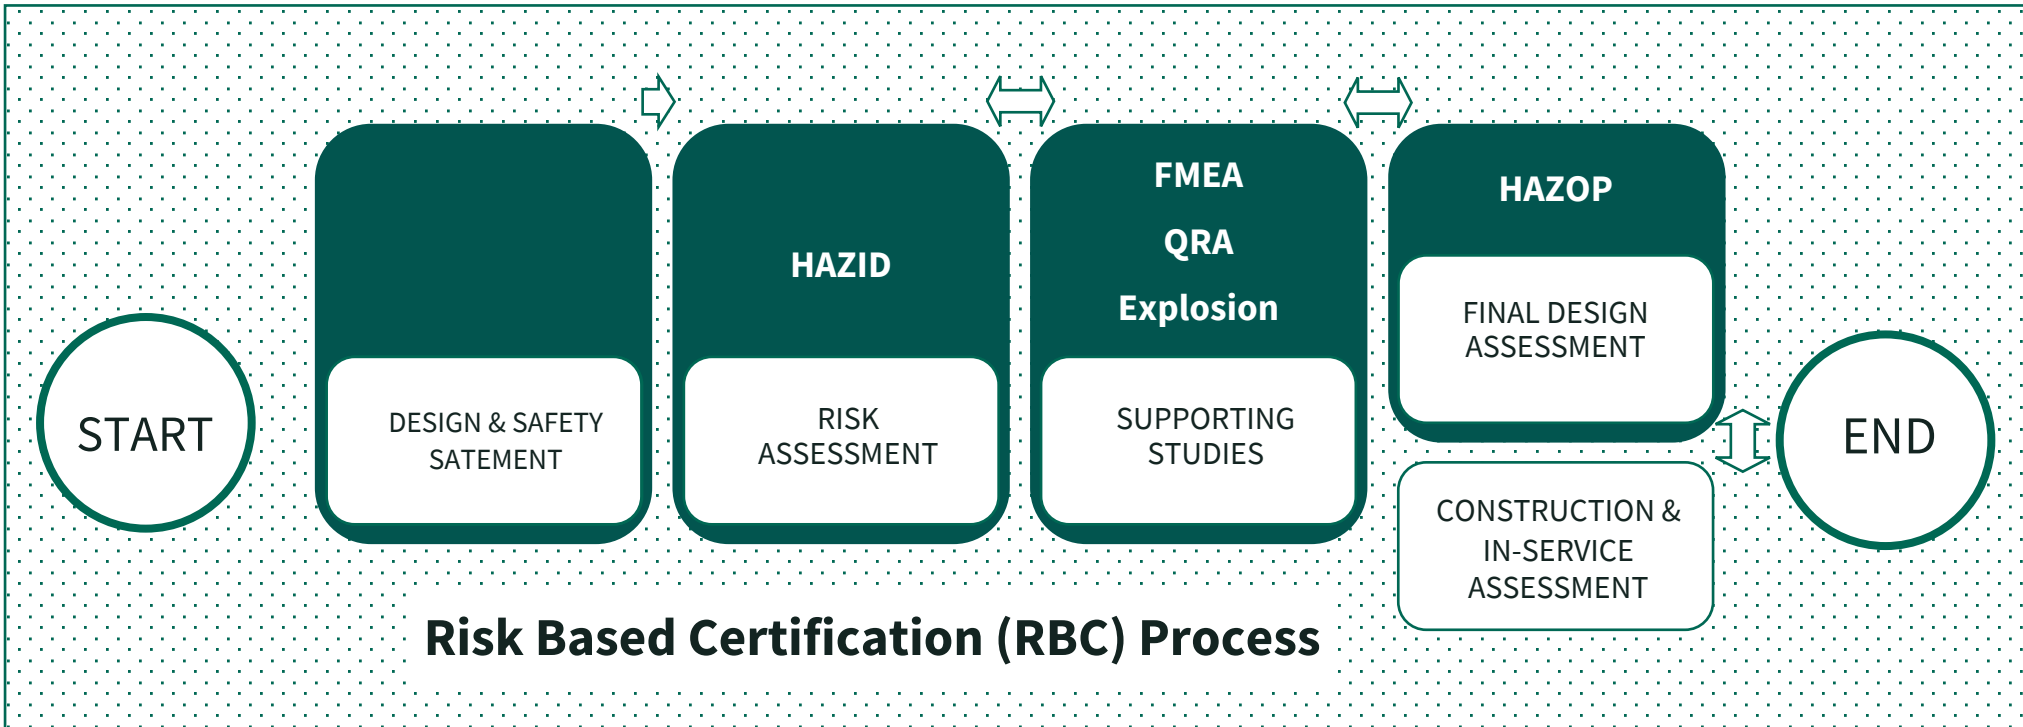 START
DESIGN & SAFETY
SATEMENT
HAZID
RISK
ASSESSMENT
FMEA
QRA
Explosion
SUPPORTING
STUDIES
HAZOP
FINAL DESIGN
ASSESSMENT
CONSTRUCTION &
IN-SERVICE
ASSESSMENT
END
Risk Based Certification (RBC) Process